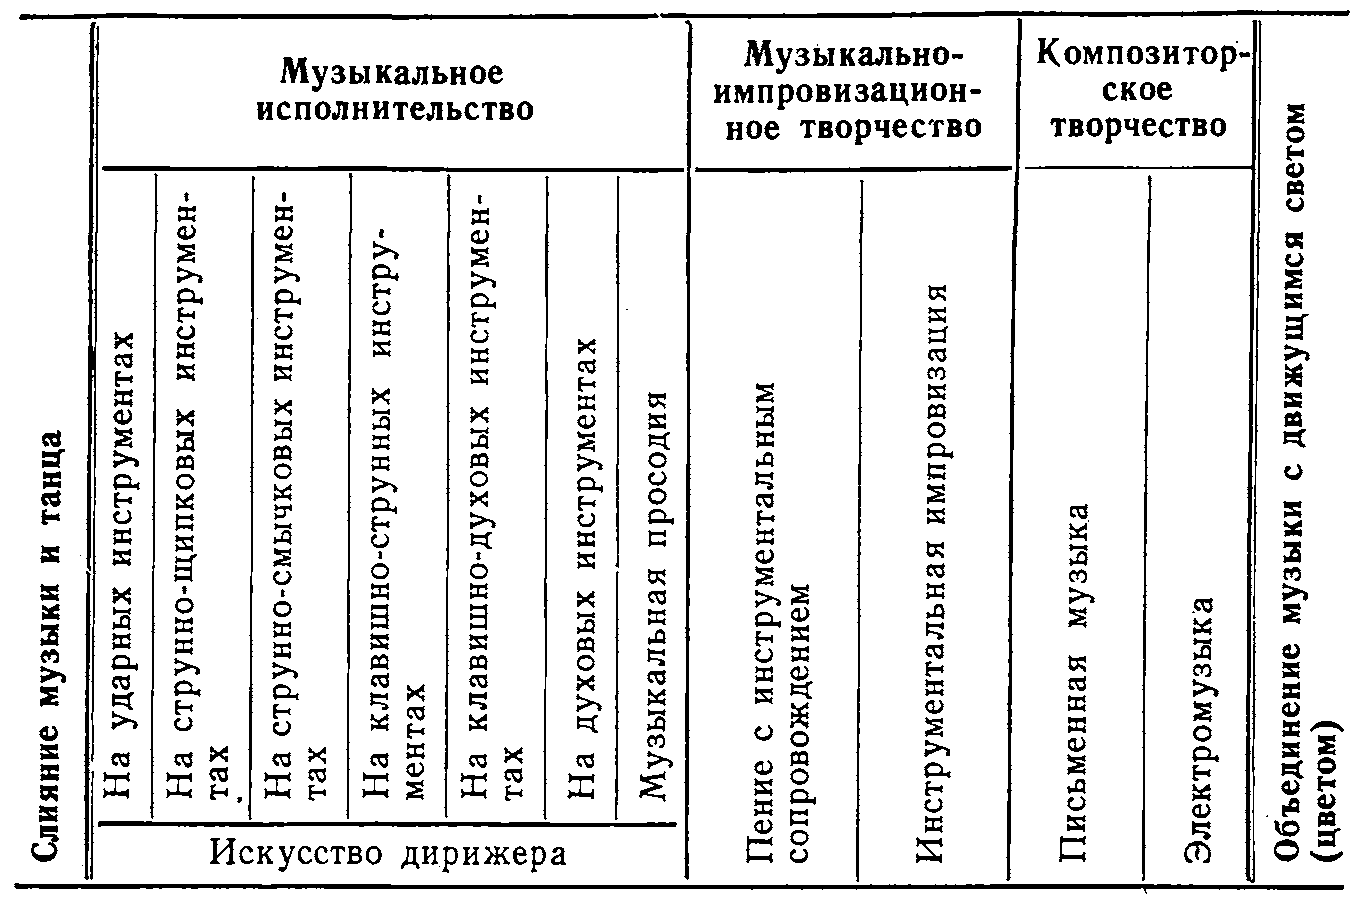 Слияние музыки и танца
Музыкальное
исполнительство
На ударных инструментах
На струнно-щипковых инструмен-
тах
На струнно-смычковых инструмен-
тах
На клавишно-струнных инстру-
ментах
На клавишно-духовых инструмен-
тах
На духовых инструментах
Музыкальная просодия
Искусство дирижера
Музыкально-
импровизацион-
ное творчество
Пение с инструментальным
сопровождением
Инструментальная импровизация
Композитор-
ское
творчество
Письменная музыка
Электромузыка
Объединение музыки с движущимся светом
(цветом)